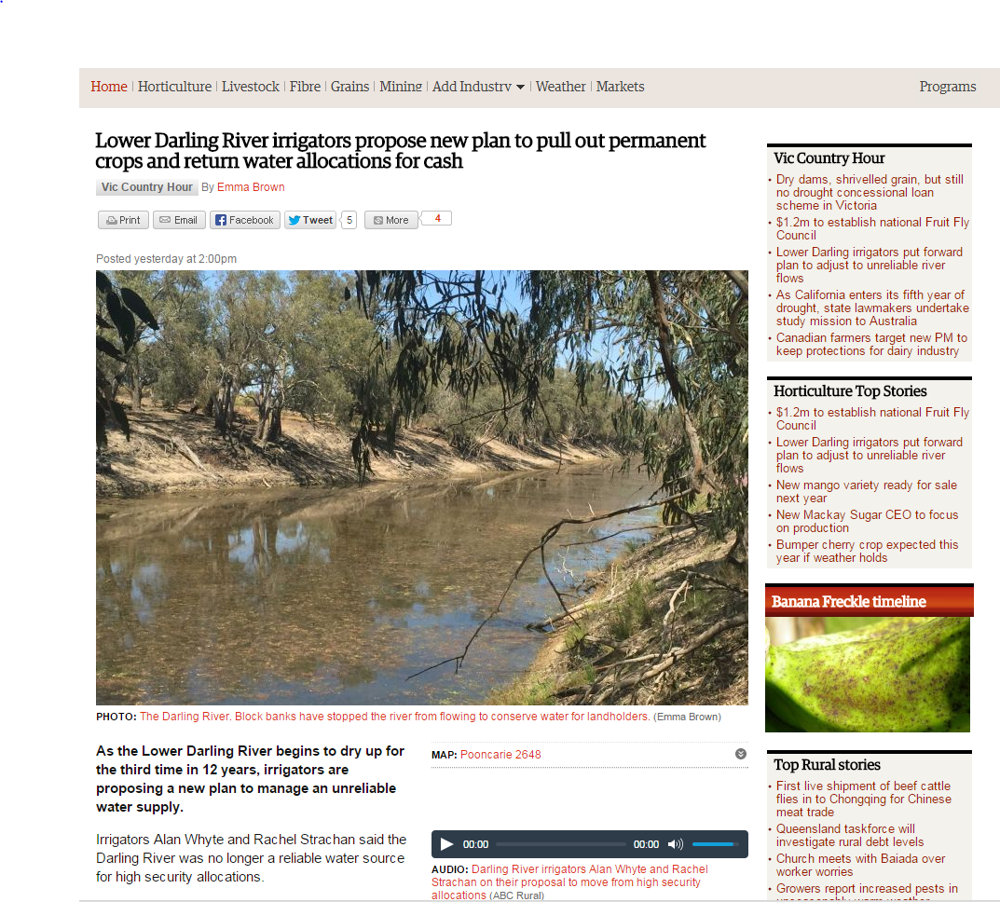 Home Horticulture Livestock Fibre Grains Mining Add Industry Weather Markets Programs
Lower Darling River irrigators propose new plan to pull out permanent
crops and return water allocations for cash
Vic Country Hour By Emma Brown
Print Email Facebook Tweet 5 More 4
Posted yesterday at 2:00pm
PHOTO: The Darling River. Block banks have stopped the river from flowing to conserve water for landholders. (Emma Brown)
As the Lower Darling River begins to dry up for
the third time in 12 years, irrigators are
proposing a new plan to manage an unreliable
water supply.
Irrigators Alan Whyte and Rachel Strachan said the
Darling River was no longer a reliable water source
for high security allocations.
MAP: Pooncarie 2648
00:00 00:00
AUDIO: Darling River irrigators Alan Whyte and Rachel
Strachan on their proposal to move from high security
allocations (ABC Rural)
Vic Country Hour
• Dry dams, shrivelled grain, but still
no drought concessional loan
scheme in Victoria
• $1.2m to establish national Fruit Fly
Council
• Lower Darling irrigators put forward
plan to adjust to unreliable river
flows
• As California enters its fifth year of
drought, state lawmakers undertake
study mission to Australia
• Canadian farmers target new PM to
keep protections for dairy industry
Horticulture Top Stories
• $1.2m to establish national Fruit Fly
Council
• Lower Darling irrigators put forward
plan to adjust to unreliable river
flows
• New mango variety ready for sale
next year
• New Mackay Sugar CEO to focus
on production
• Bumper cherry crop expected this
year if weather holds
Banana Freckle timeline
Top Rural stories
• First live shipment of beef cattle
flies in to Chongqing for Chinese
meat trade
• Queensland taskforce will
investigate rural debt levels
• Church meets with Baiada over
worker worries
• Growers report increased pests in